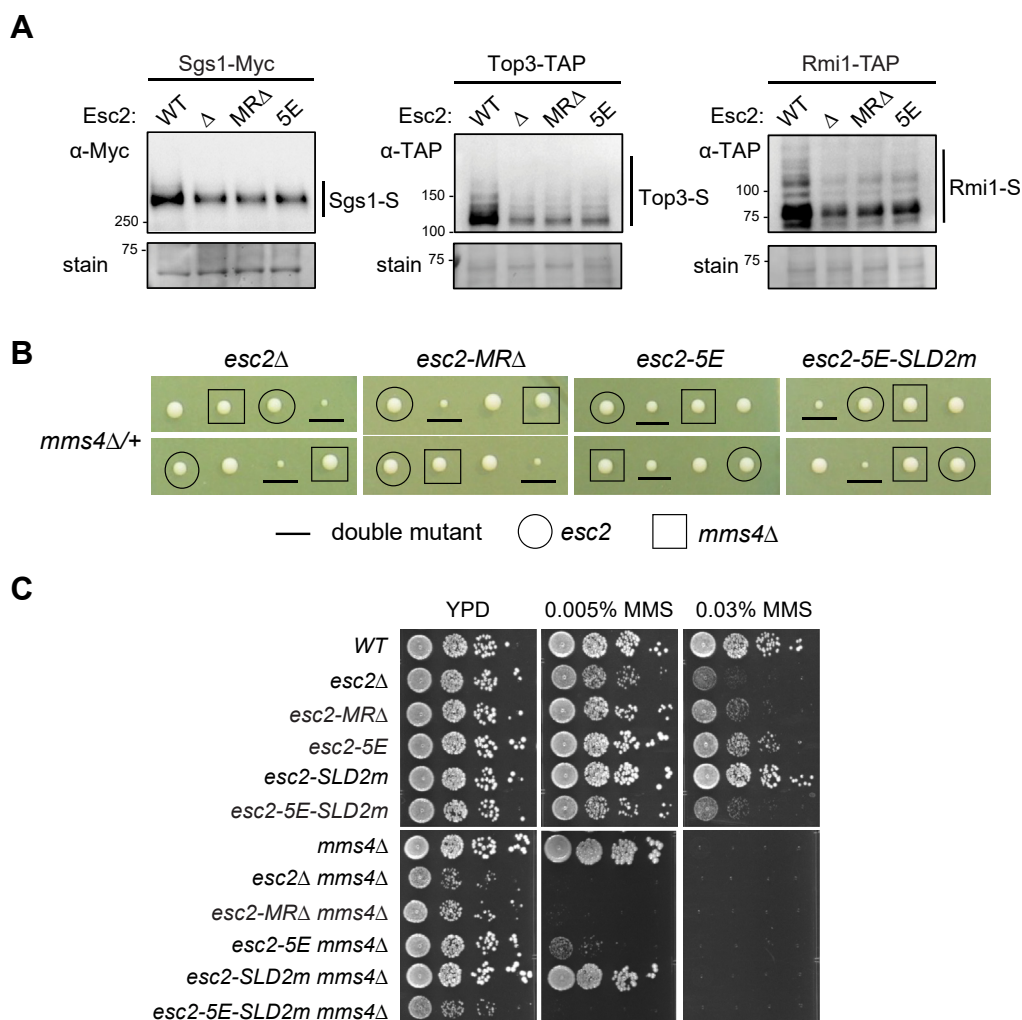 A
Sgs1-Myc
Top3-TAP
Rmi1-TAP
Esc2: WT Δ MRΔ 5E
Esc2: WT Δ MRΔ 5E
Esc2: WT Δ MRΔ 5E
α-Myc
250
Sgs1-S
75
stain
α-TAP
150
100
Top3-S
75
stain
α-TAP
100
75
Rmi1-S
75
stain
B
esc2Δ esc2-MRΔ esc2-5E esc2-5E-SLD2m
mms4Δ/+
double mutant esc2 mms4Δ
C
YPD 0.005% MMS 0.03% MMS
WT
esc2Δ
esc2-MRΔ
esc2-5E
esc2-SLD2m
esc2-5E-SLD2m
mms4Δ
esc2Δ mms4Δ
esc2-MRΔ mms4Δ
esc2-5E mms4Δ
esc2-SLD2m mms4Δ
esc2-5E-SLD2m mms4Δ